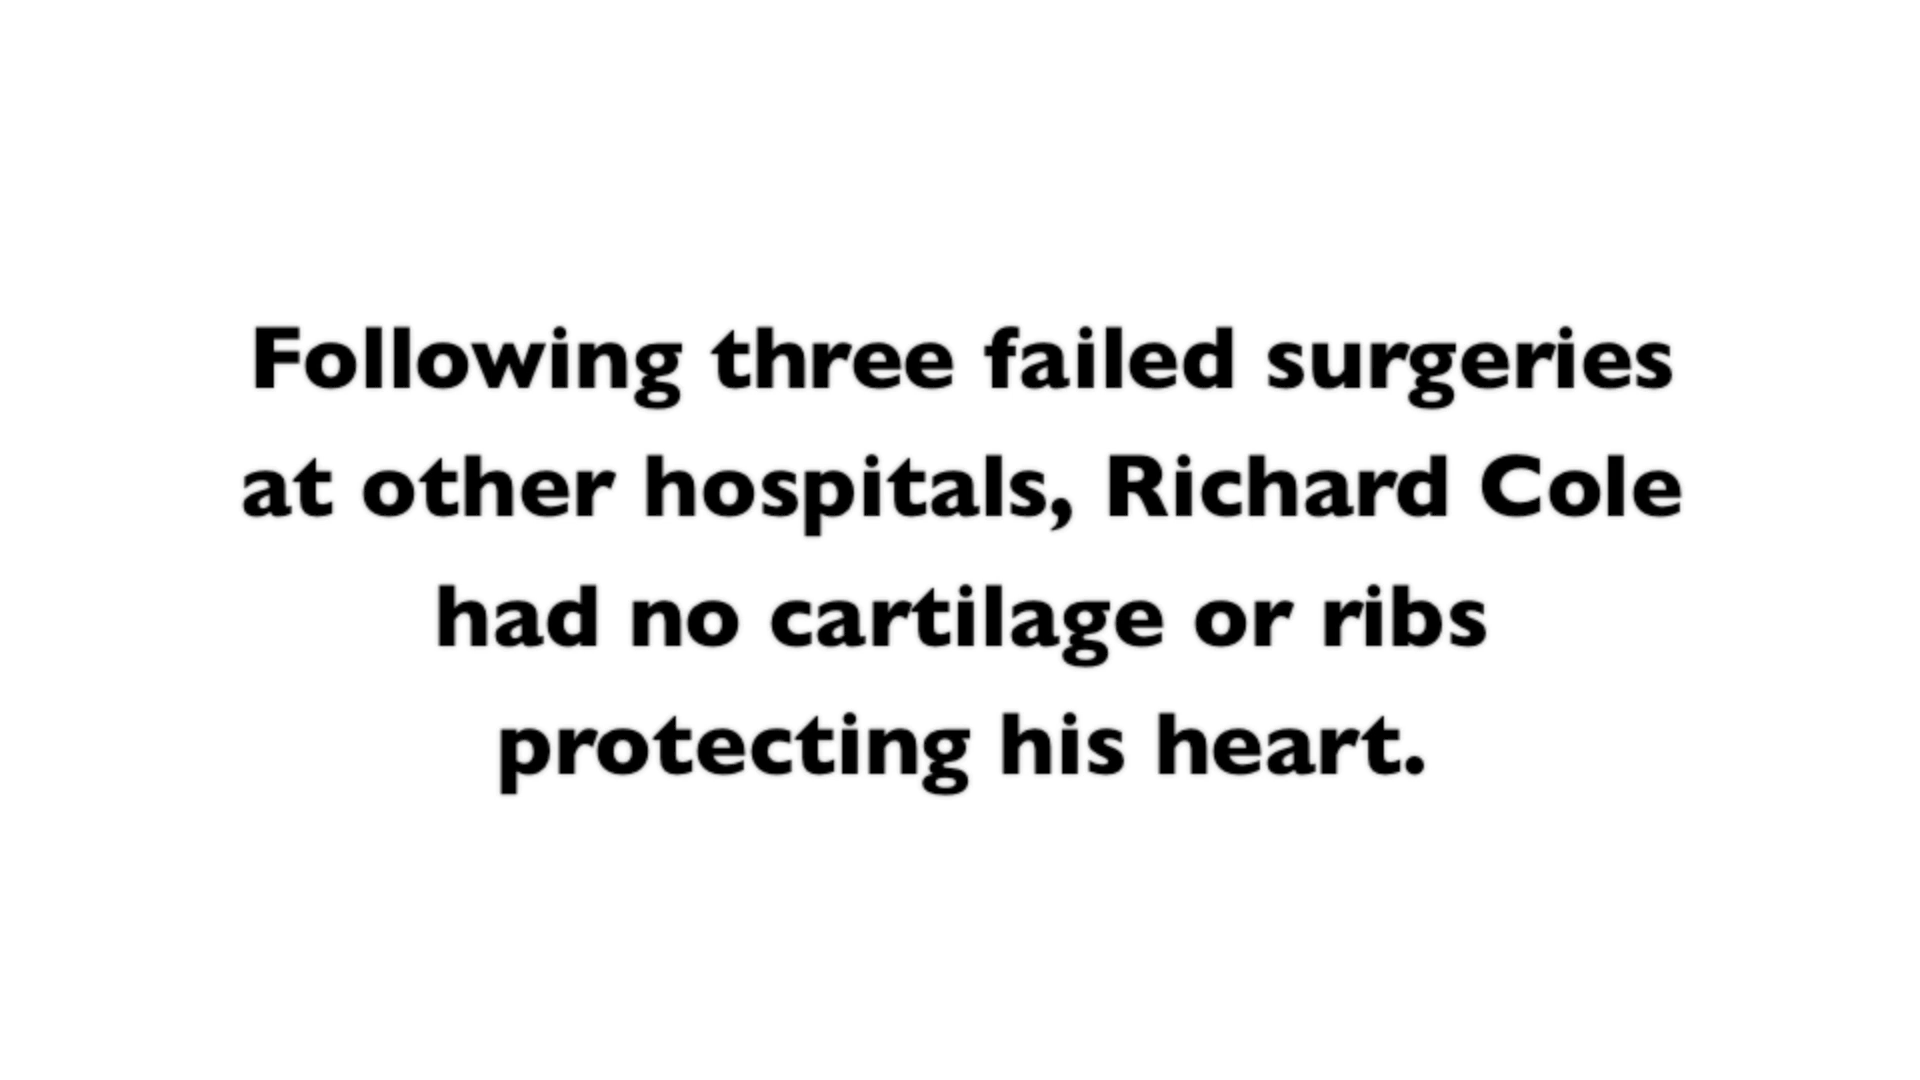 Following three failed surgeries
at other hospitals, Richard Cole
had no cartilage or ribs
protecting his heart.